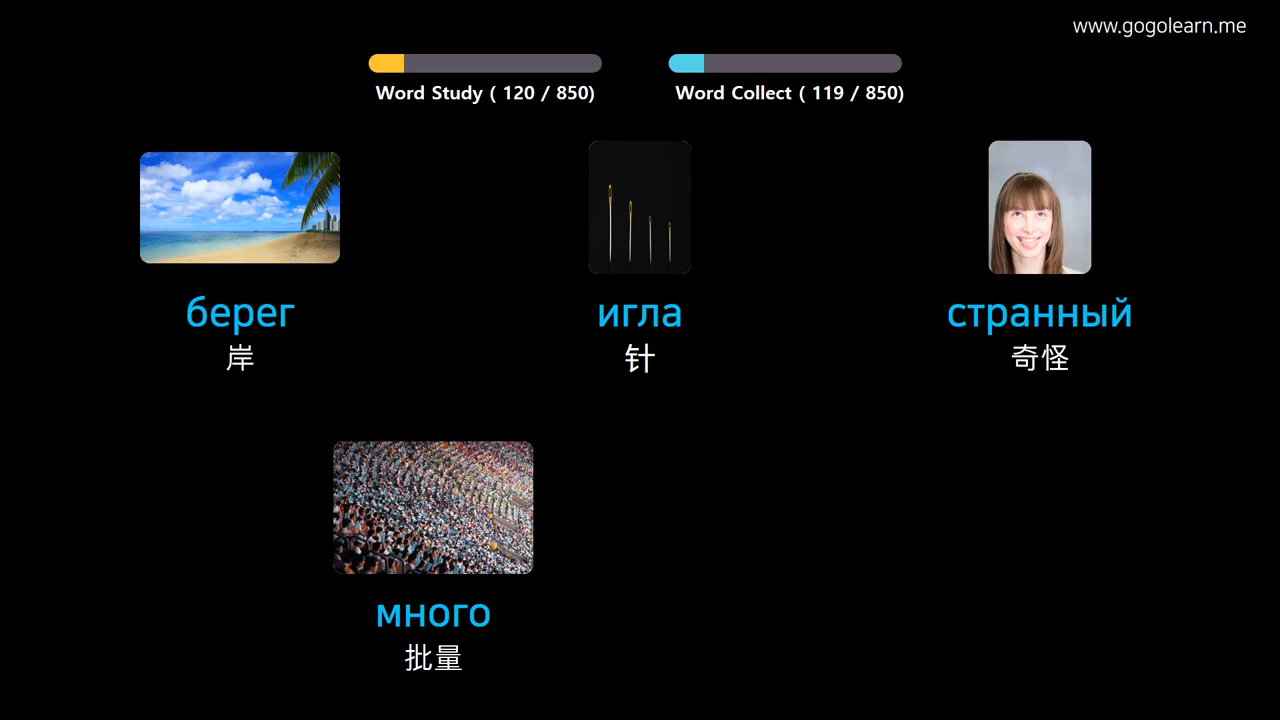 www.gogolearn.me
Word Study ( 120 / 850)
Word Collect ( 119 / 850)
берег
岸
игла
针
странный
奇怪
много
批量